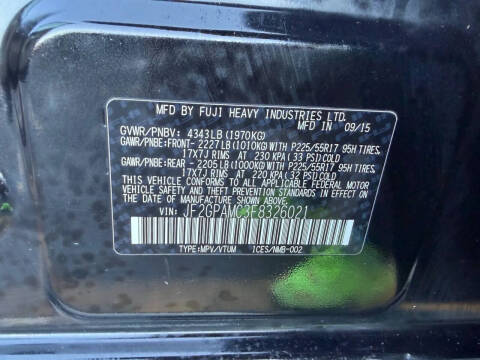 MFD BY FUJI HEAVY INDUSTRIES LTD.
MFD IN 09/15
GVWR/PNBV: 4343LB(1970KG)
GAWR/PNBE:FRONT-2227LB(1010KG)WITH P225/55R17 95H TIRES,
17X7J RIMS AT 230 KPA(33 PSI)COLD
GAWR/PNBE:REAR-2205LB(1000KG)WITH P225/55R17 95H TIRES,
17X7J RIMS AT 220 KPA(32 PSI)COLD
THIS VEHICLE CONFORMS TO ALL APPLICABLE FEDERAL MOTOR
VEHICLE SAFETY, BUMPER, AND THEFT PREVENTION STANDARDS IN EFFECT ON
THE DATE OF MANUFACTURE SHOWN ABOVE.
VIN: JF2GPAMC3F8326021
TYPE:MPV/VTUM ICES/NMB-002